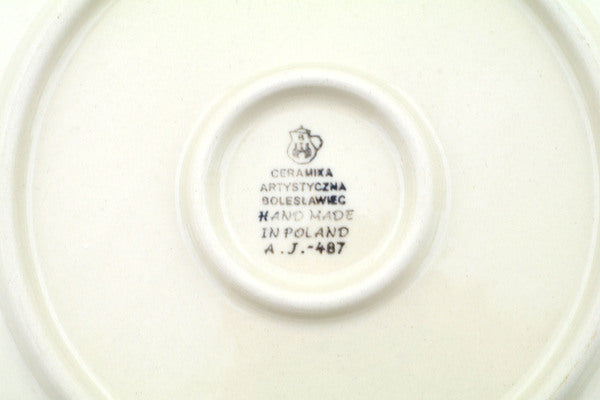 CERAMIKA
ARTYSTYCZNA
BOLESŁAWIEC
HAND MADE
IN POLAND
A.J.-487